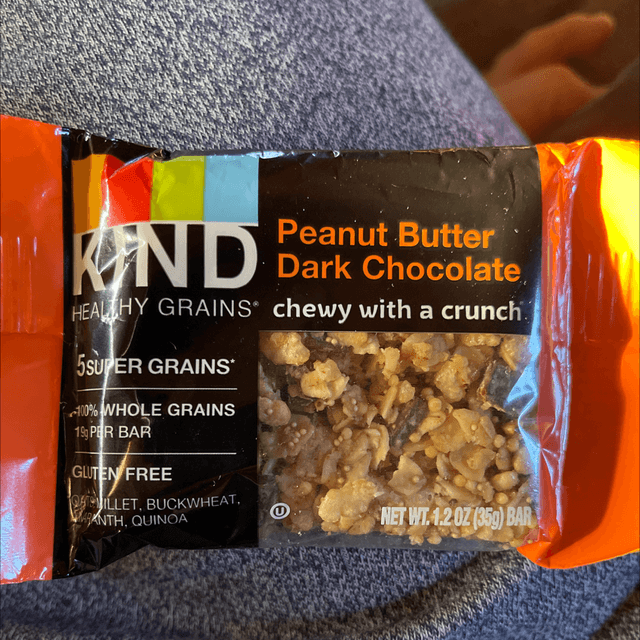 KIND
HEALTHY GRAINS®
Peanut Butter
Dark Chocolate
chewy with a crunch
5 SUPER GRAINS*
100% WHOLE GRAINS
19g PER BAR
GLUTEN FREE
MILLET, BUCKWHEAT,
QUINOA
U
NET WT. 1.2 OZ (35g) BAR